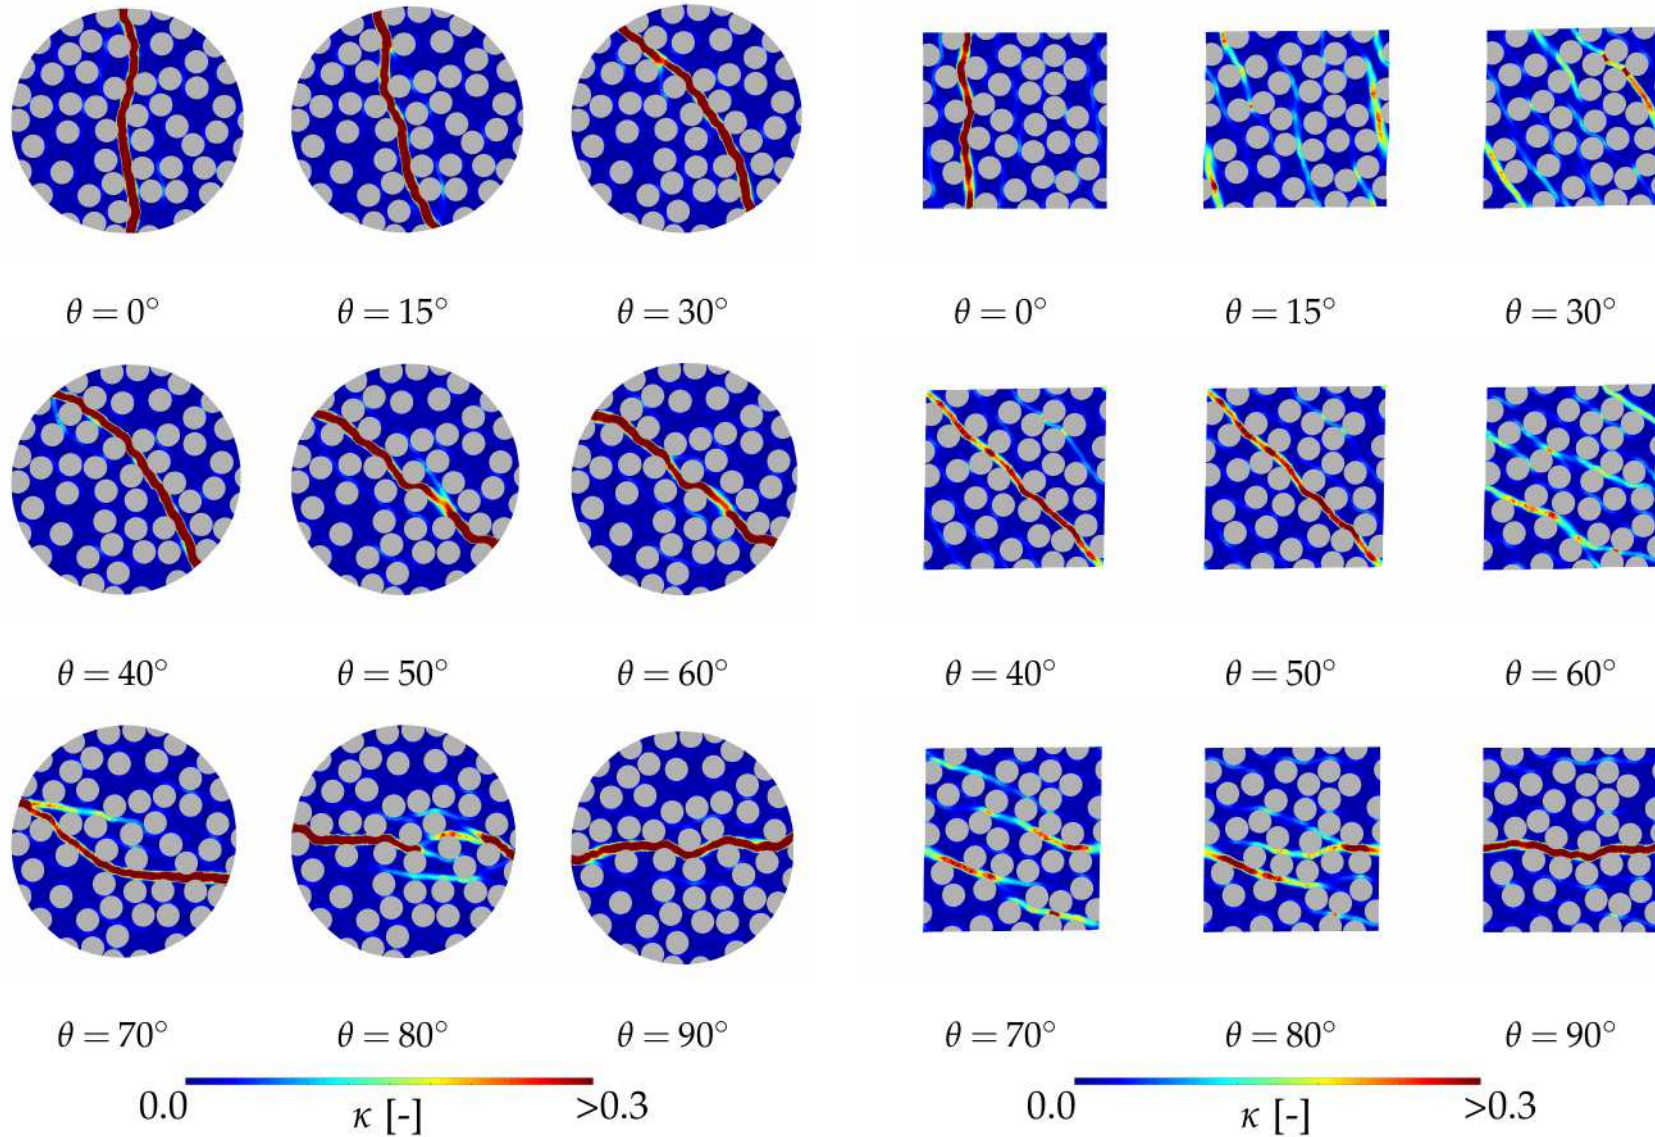 θ = 0° θ = 15° θ = 30° θ = 0° θ = 15° θ = 30°
θ = 40° θ = 50° θ = 60° θ = 40° θ = 50° θ = 60°
θ = 70° θ = 80° θ = 90° θ = 70° θ = 80° θ = 90°
0.0 κ [-] >0.3 0.0 κ [-] >0.3